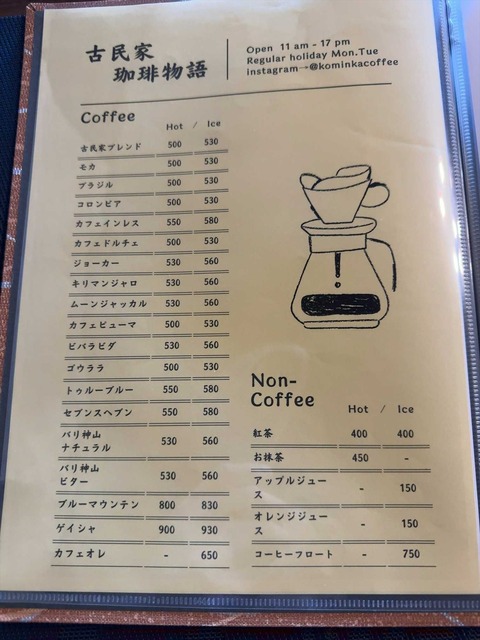 古民家
珈琲物語
Open 11 am - 17 pm
Regular holiday Mon.Tue
instagram→@kominkacoffee
Coffee
Hot / Ice
古民家ブレンド 500 530
モカ 500 530
ブラジル 500 530
コロンビア 500 530
カフェインレス 550 580
カフェドルチェ 500 530
ジョーカー 530 560
キリマンジャロ 530 560
ムーンジャッカル 530 560
カフェピューマ 500 530
ビバラビダ 530 560
ゴウララ 500 530
トゥルーブルー 550 580
セブンスヘブン 550 580
バリ神山
ナチュラル 530 560
バリ神山
ビター 530 560
ブルーマウンテン 800 830
ゲイシャ 900 930
カフェオレ - 650
Non-
Coffee
Hot / Ice
紅茶 400 400
お抹茶 450 -
アップルジュー
ス - 150
オレンジジュー
ス - 150
コーヒーフロート - 750